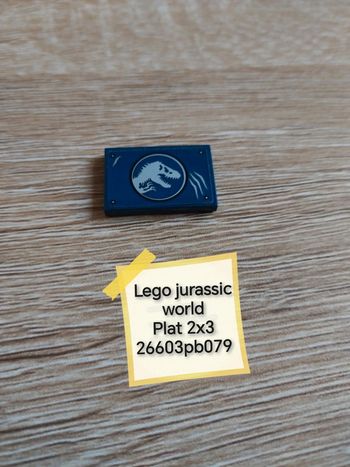 Lego jurassic
world
Plat 2x3
26603pb079